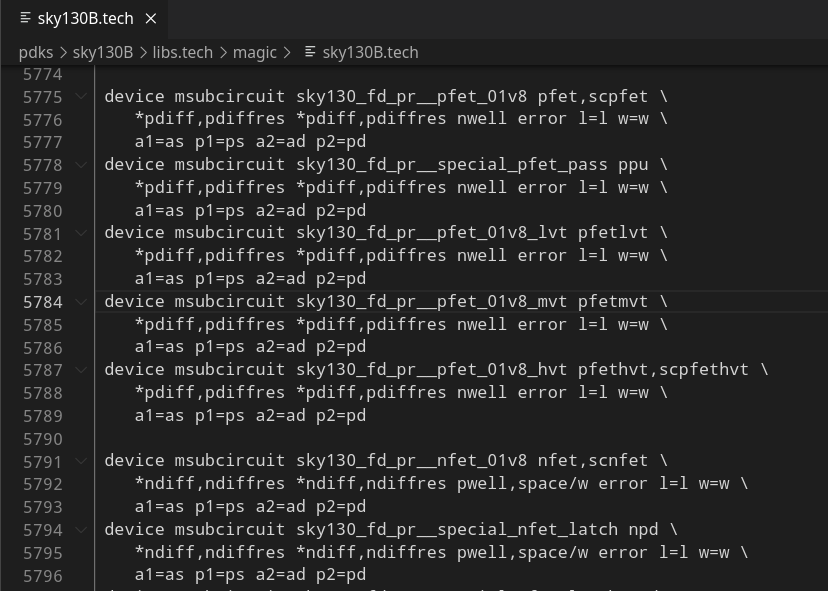 sky130B.tech ×
pdks > sky130B > libs.tech > magic > sky130B.tech
5774
5775 device msubcircuit sky130_fd_pr__pfet_01v8 pfet,scpfet \
5776 *pdiff,pdiffres *pdiff,pdiffres nwell error l=l w=w \
5777 a1=as p1=ps a2=ad p2=pd
5778 device msubcircuit sky130_fd_pr__special_pfet_pass ppu \
5779 *pdiff,pdiffres *pdiff,pdiffres nwell error l=l w=w \
5780 a1=as p1=ps a2=ad p2=pd
5781 device msubcircuit sky130_fd_pr__pfet_01v8_lvt pfetlvt \
5782 *pdiff,pdiffres *pdiff,pdiffres nwell error l=l w=w \
5783 a1=as p1=ps a2=ad p2=pd
5784 device msubcircuit sky130_fd_pr__pfet_01v8_mvt pfetmvt \
5785 *pdiff,pdiffres *pdiff,pdiffres nwell error l=l w=w \
5786 a1=as p1=ps a2=ad p2=pd
5787 device msubcircuit sky130_fd_pr__pfet_01v8_hvt pfethvt,scpfethvt \
5788 *pdiff,pdiffres *pdiff,pdiffres nwell error l=l w=w \
5789 a1=as p1=ps a2=ad p2=pd
5790
5791 device msubcircuit sky130_fd_pr__nfet_01v8 nfet,scnfet \
5792 *ndiff,ndiffres *ndiff,ndiffres pwell,space/w error l=l w=w \
5793 a1=as p1=ps a2=ad p2=pd
5794 device msubcircuit sky130_fd_pr__special_nfet_latch npd \
5795 *ndiff,ndiffres *ndiff,ndiffres pwell,space/w error l=l w=w \
5796 a1=as p1=ps a2=ad p2=pd